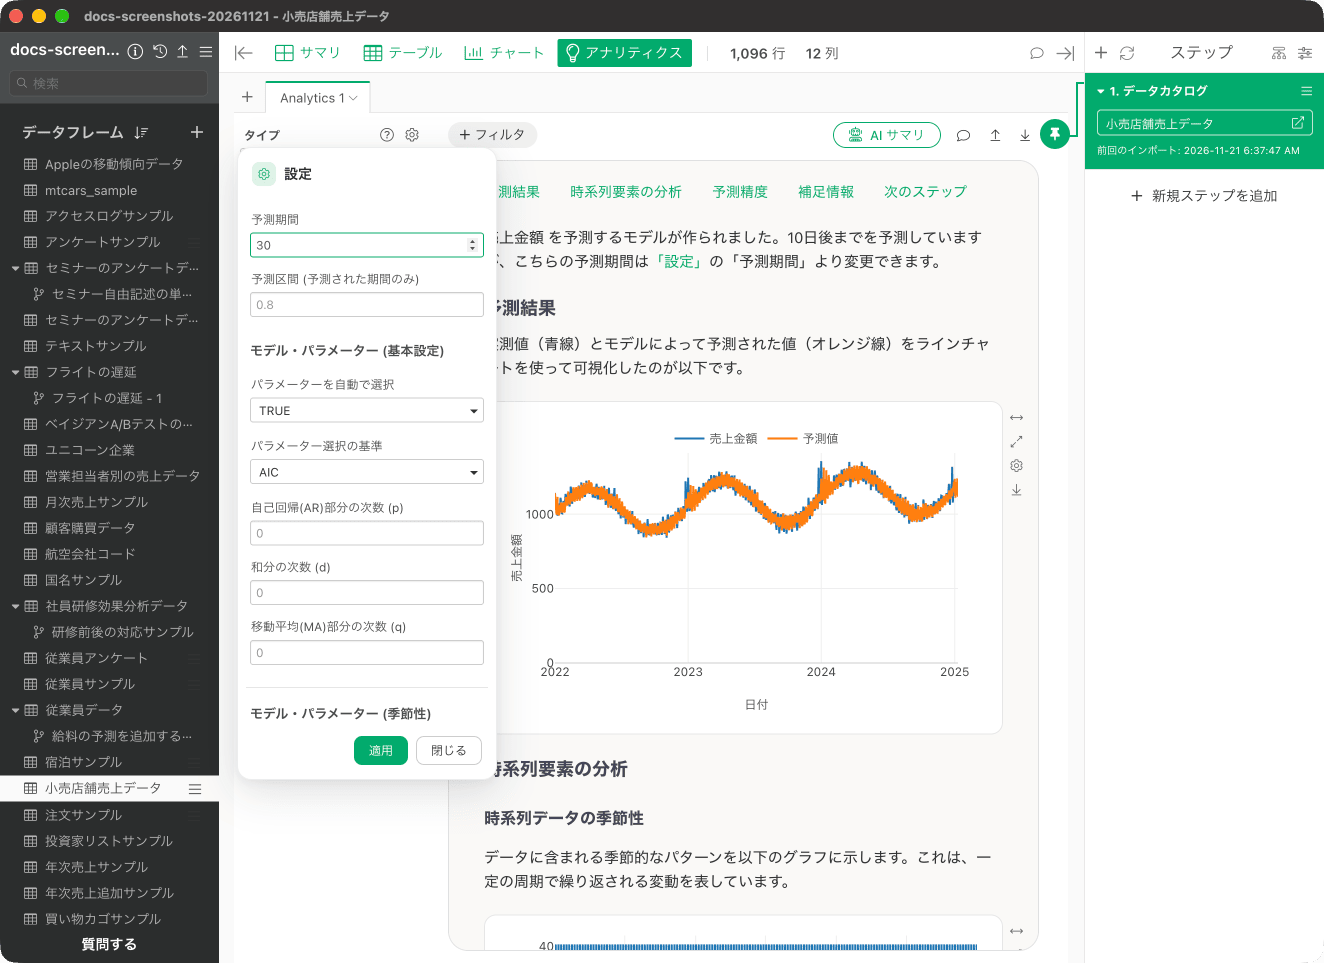 docs-screenshots-20261121 - 小売店舗売上データ
docs-screen...
検索
データフレーム
Appleの移動傾向データ
mtcars_sample
アクセスログサンプル
アンケートサンプル
セミナーのアンケートデ…
セミナー自由記述の単…
セミナーのアンケートデ…
テキストサンプル
フライトの遅延
フライトの遅延 - 1
ベイジアンA/Bテストの…
ユニコーン企業
営業担当者別の売上データ
月次売上サンプル
顧客購買データ
航空会社コード
国名サンプル
社員研修効果分析データ
研修前後の対応サンプル
従業員アンケート
従業員サンプル
従業員データ
給料の予測を追加する…
宿泊サンプル
小売店舗売上データ
注文サンプル
投資家リストサンプル
年次売上サンプル
年次売上追加サンプル
買い物カゴサンプル
質問する
サマリ
テーブル
チャート
アナリティクス
1,096 行
12 列
Analytics 1
タイプ
フィルタ
AI サマリ
設定
予測期間
30
予測区間 (予測された期間のみ)
0.8
モデル・パラメーター (基本設定)
パラメーターを自動で選択
TRUE
パラメーター選択の基準
AIC
自己回帰(AR)部分の次数 (p)
0
和分の次数 (d)
0
移動平均(MA)部分の次数 (q)
0
モデル・パラメーター (季節性)
適用
閉じる
測結果
時系列要素の分析
予測精度
補足情報
次のステップ
上金額 を予測するモデルが作られました。10日後までを予測しています
、こちらの予測期間は「設定」の「予測期間」より変更できます。
測結果
測値（青線）とモデルによって予測された値（オレンジ線）をラインチャ
トを使って可視化したのが以下です。
売上金額
予測値
1000
500
0
売上金額
2022
2023
2024
2025
日付
系列要素の分析
時系列データの季節性
データに含まれる季節的なパターンを以下のグラフに示します。これは、一
定の周期で繰り返される変動を表しています。
40
ステップ
1. データカタログ
小売店舗売上データ
前回のインポート: 2026-11-21 6:37:47 AM
新規ステップを追加